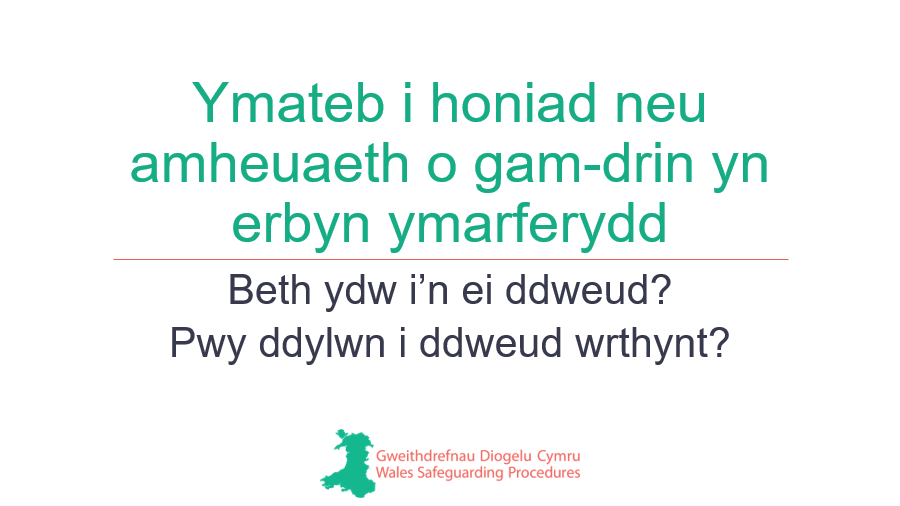 Ymateb i honiad neu
amheuaeth o gam-drin yn
erbyn ymarferydd
Beth ydw i’n ei ddweud?
Pwy ddylwn i ddweud wrthynt?
Gweithdrefnau Diogelu Cymru
Wales Safeguarding Procedures